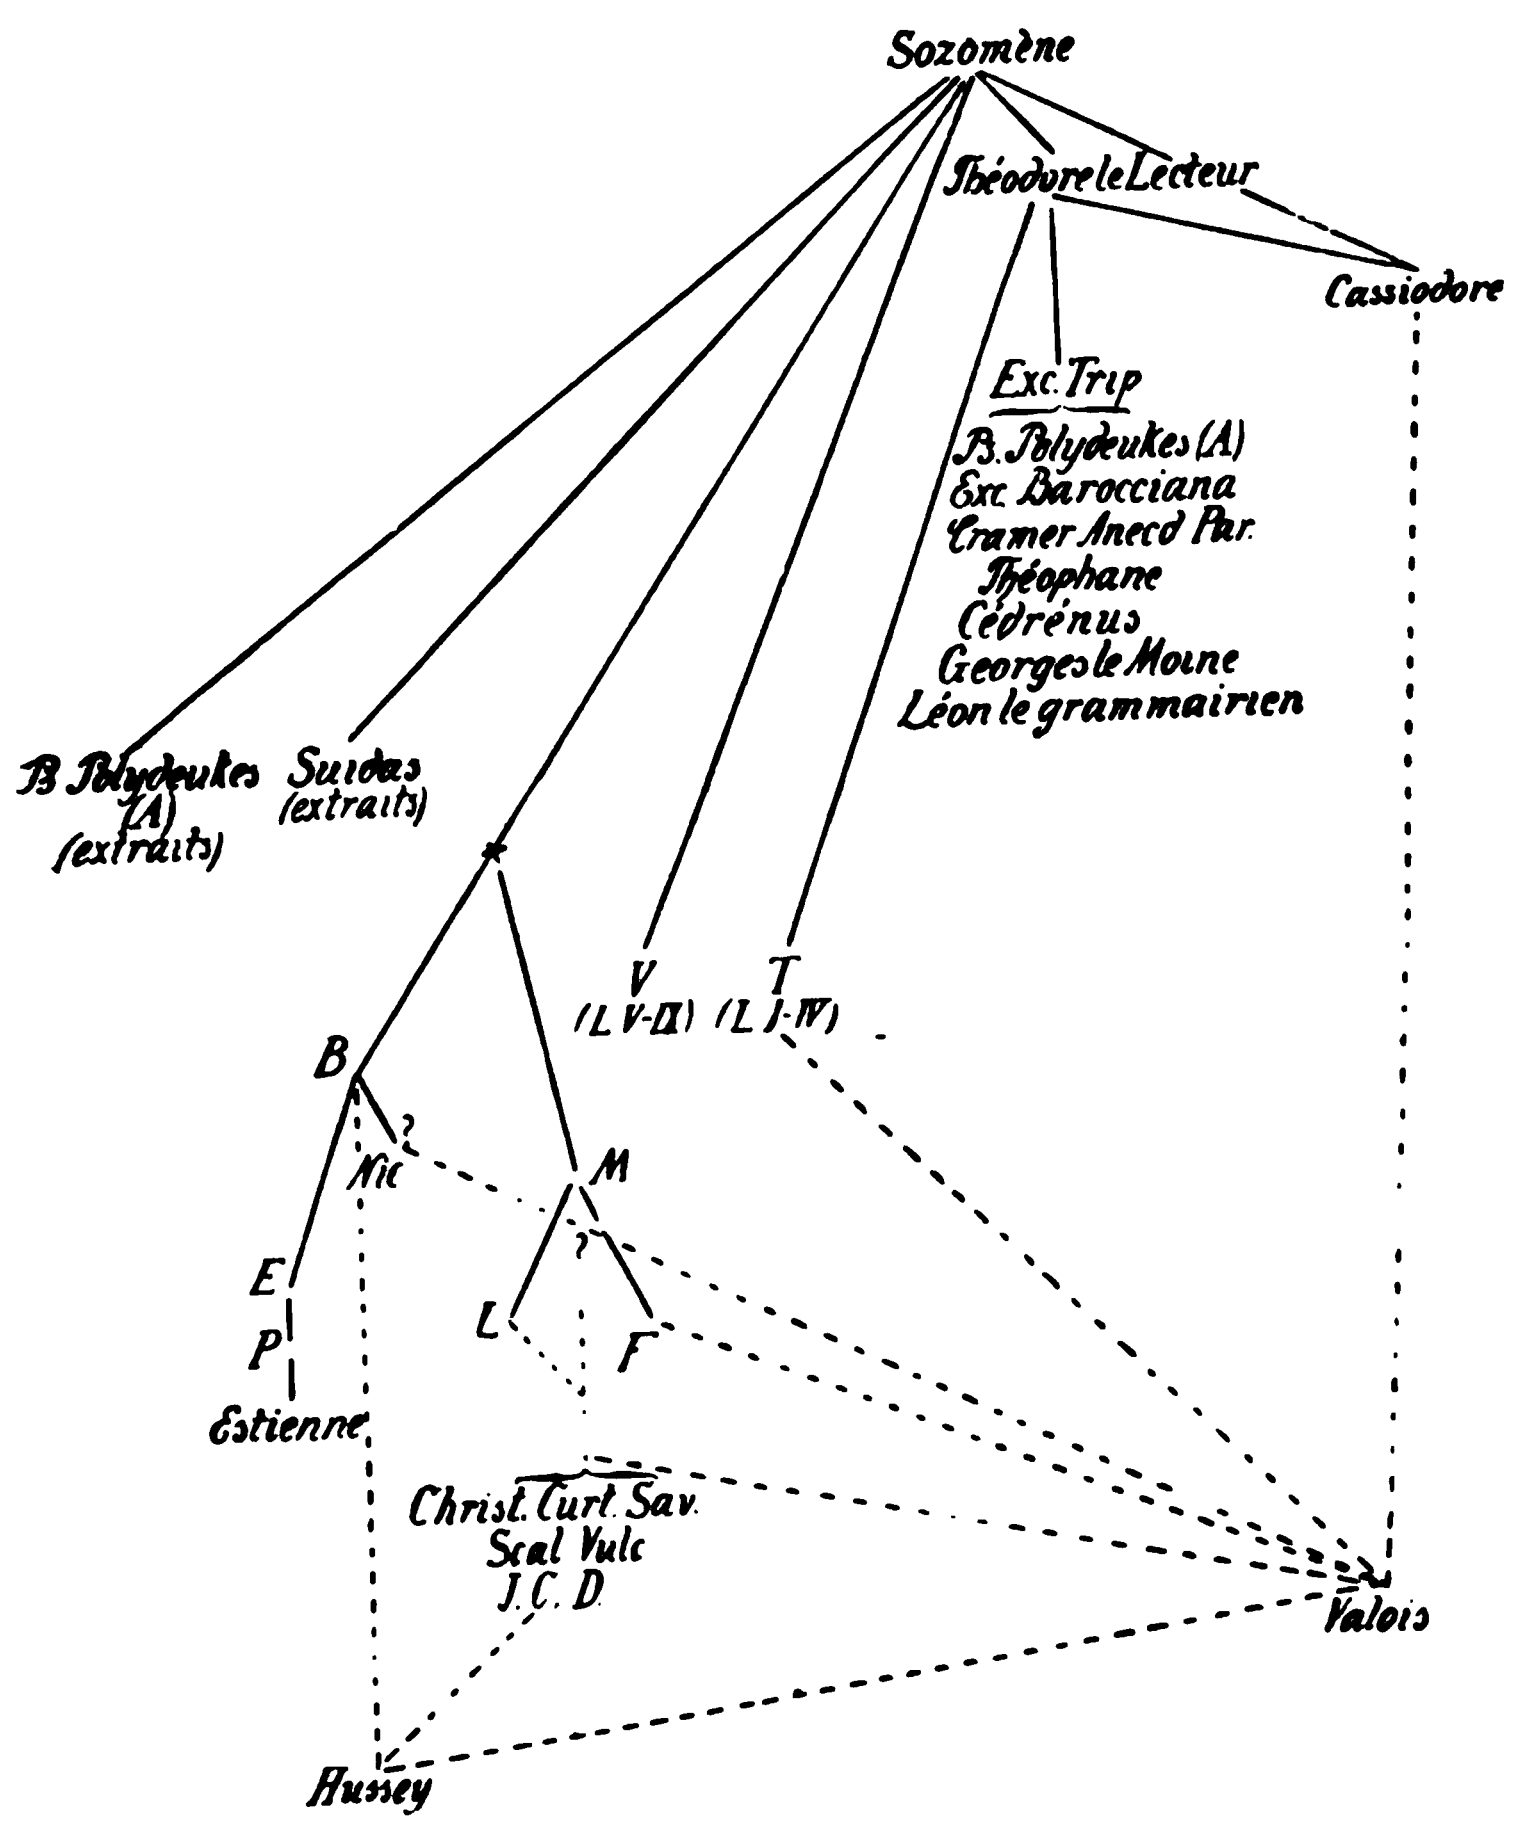 Sozomène
Théodore le Lecteur
Cassiodore
Exc. Trip
B. Polydeukes (A)
Exc Barocciana
Cramer Anecd Par.
Théophane
Cédrénus
Georges le Moine
Léon le grammairien
B Polydeukes
(A)
(extraits)
Suidas
(extraits)
*
V
(L V-IX)
T
(L I-IV)
B
?
Nic
M
?
E
L
F
P
Estienne
Christ. Curt. Sav.
Scal Vulc
J. C. D.
Valois
Hussey